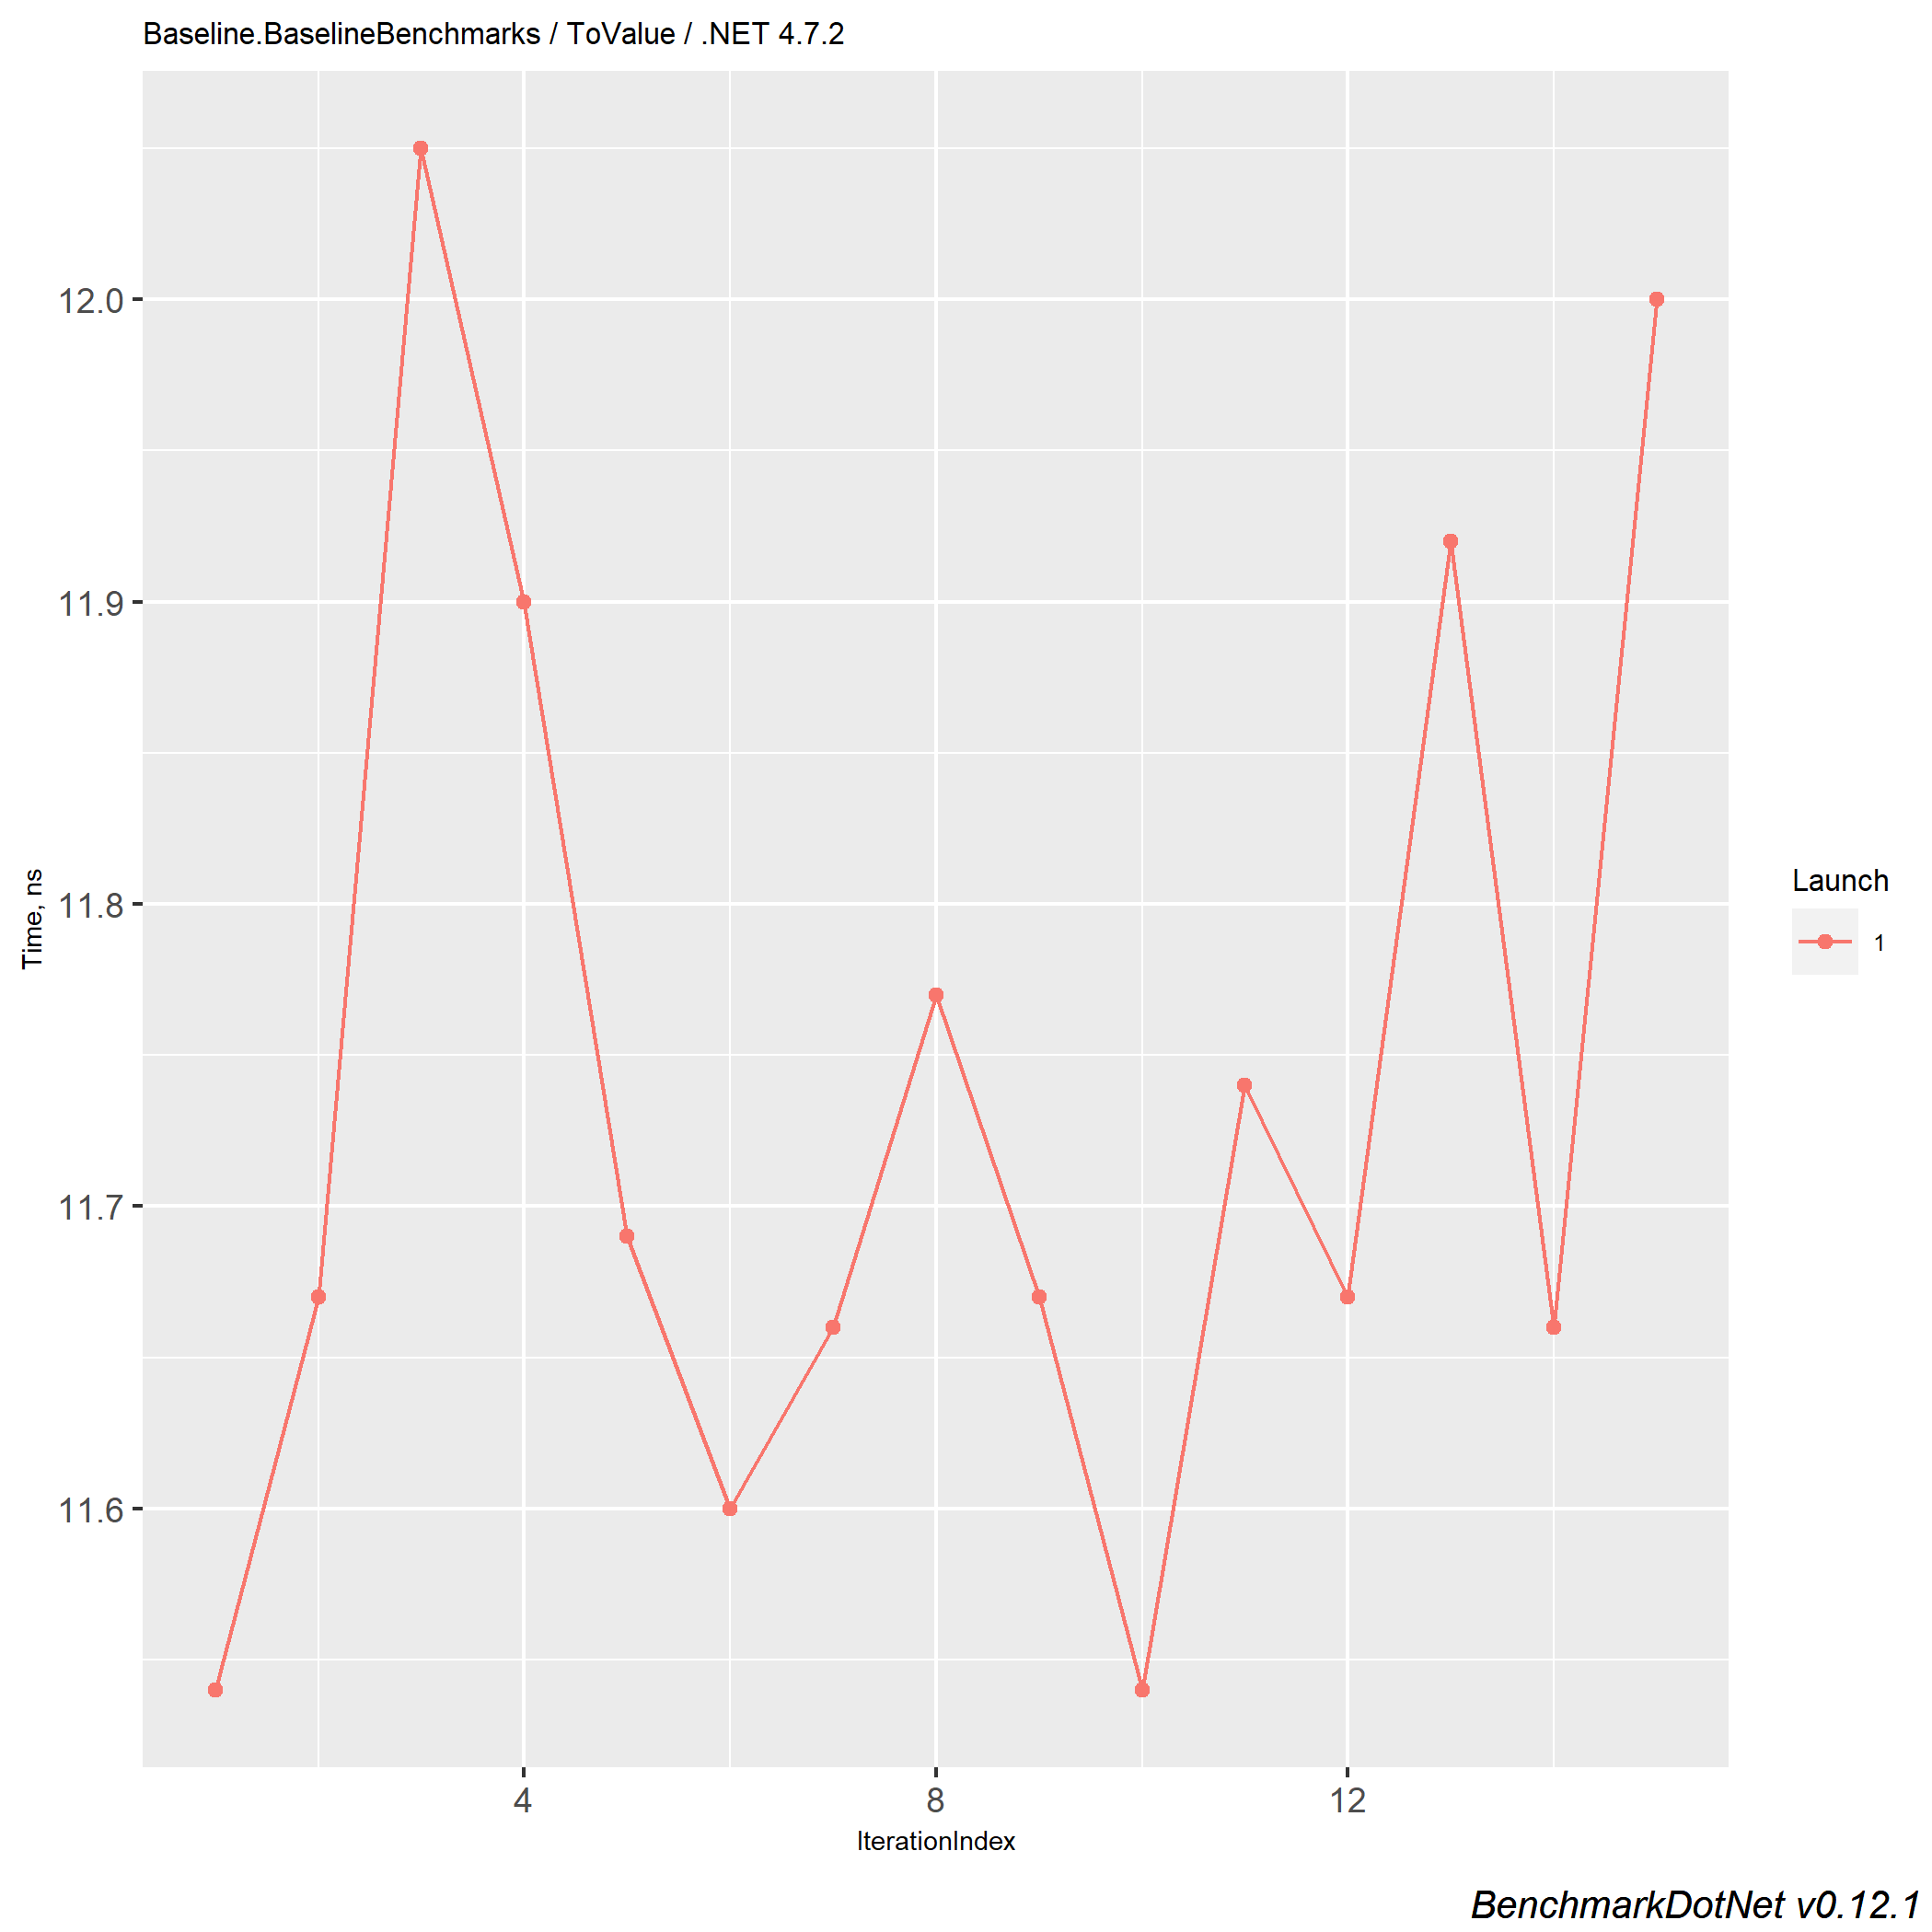 Baseline.BaselineBenchmarks / ToValue / .NET 4.7.2
12.0
11.9
11.8
11.7
11.6
Time, ns
4
8
12
IterationIndex
Launch
1
BenchmarkDotNet v0.12.1